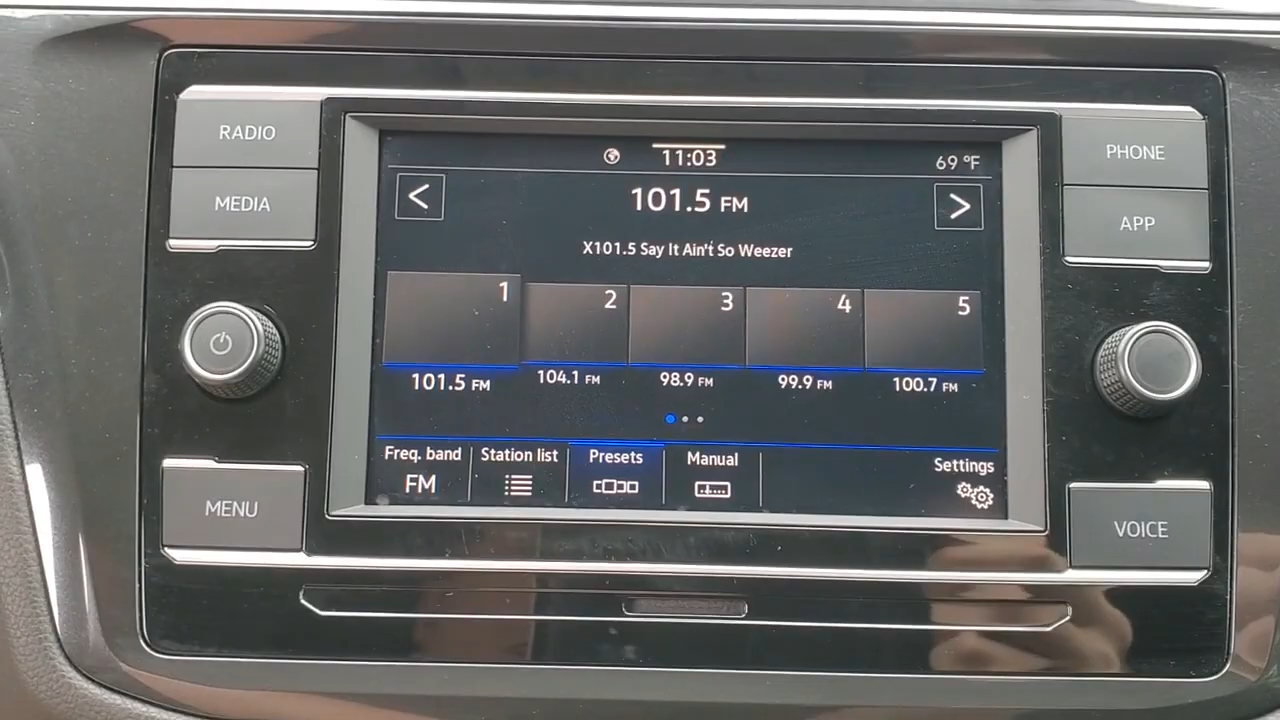 RADIO
MEDIA
MENU
11:03
69 °F
<
101.5 FM
>
X101.5 Say It Ain't So Weezer
1
2
3
4
5
101.5 FM
104.1 FM
98.9 FM
99.9 FM
100.7 FM
Freq. band
FM
Station list
Presets
Manual
Settings
PHONE
APP
VOICE